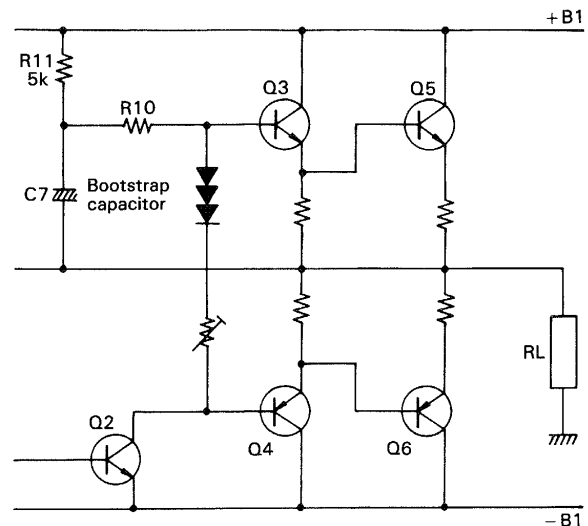 +B1
R11
5k
R10
Q3
Q5
C7
Bootstrap
capacitor
RL
Q2
Q4
Q6
−B1